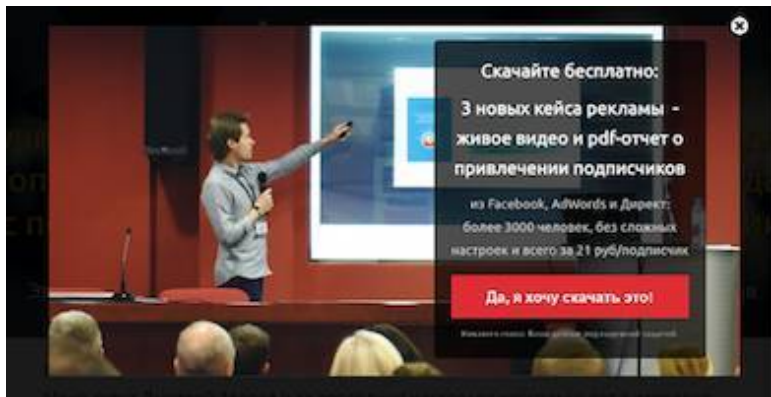 Скачайте бесплатно:
3 новых кейса рекламы -
живое видео и pdf-отчет о
привлечении подписчиков
из Facebook, AdWords и Директ:
более 3000 человек, без сложных
настроек и всего за 21 руб/подписчик
Да, я хочу скачать это!